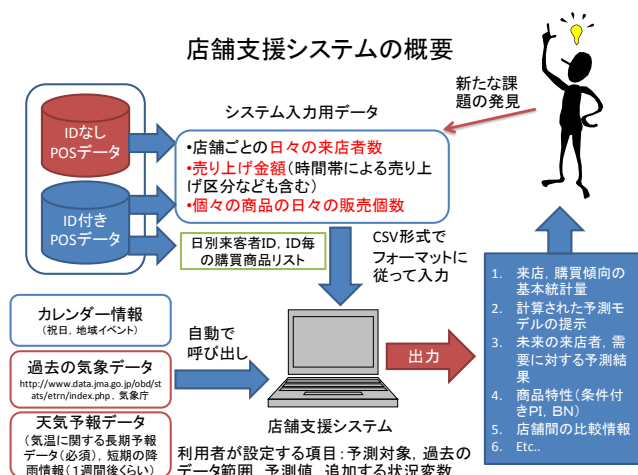 店舗支援システムの概要
IDなし
POSデータ
ID付き
POSデータ
システム入力用データ
•店舗ごとの日々の来店者数
•売り上げ金額(時間帯による売り上
げ区分なども含む)
•個々の商品の日々の販売個数
日別来客者ID, ID毎
の購買商品リスト
CSV形式で
フォーマットに
従って入力
新たな課
題の発見
カレンダー情報
(祝日, 地域イベント)
過去の気象データ
http://www.data.jma.go.jp/obd/st
ats/etrn/index.php, 気象庁
天気予報データ
(気温に関する長期予報
データ(必須), 短期の降
雨情報(1週間後くらい)
自動で
呼び出し
店舗支援システム
出力
1. 来店, 購買傾向の
基本統計量
2. 計算された予測モ
デルの提示
3. 未来の来店者, 需
要に対する予測結
果
4. 商品特性(条件付
きPI, BN)
5. 店舗間の比較情報
6. Etc..
利用者が設定する項目:予測対象, 過去の
データ範囲, 予測値, 追加する状況変数